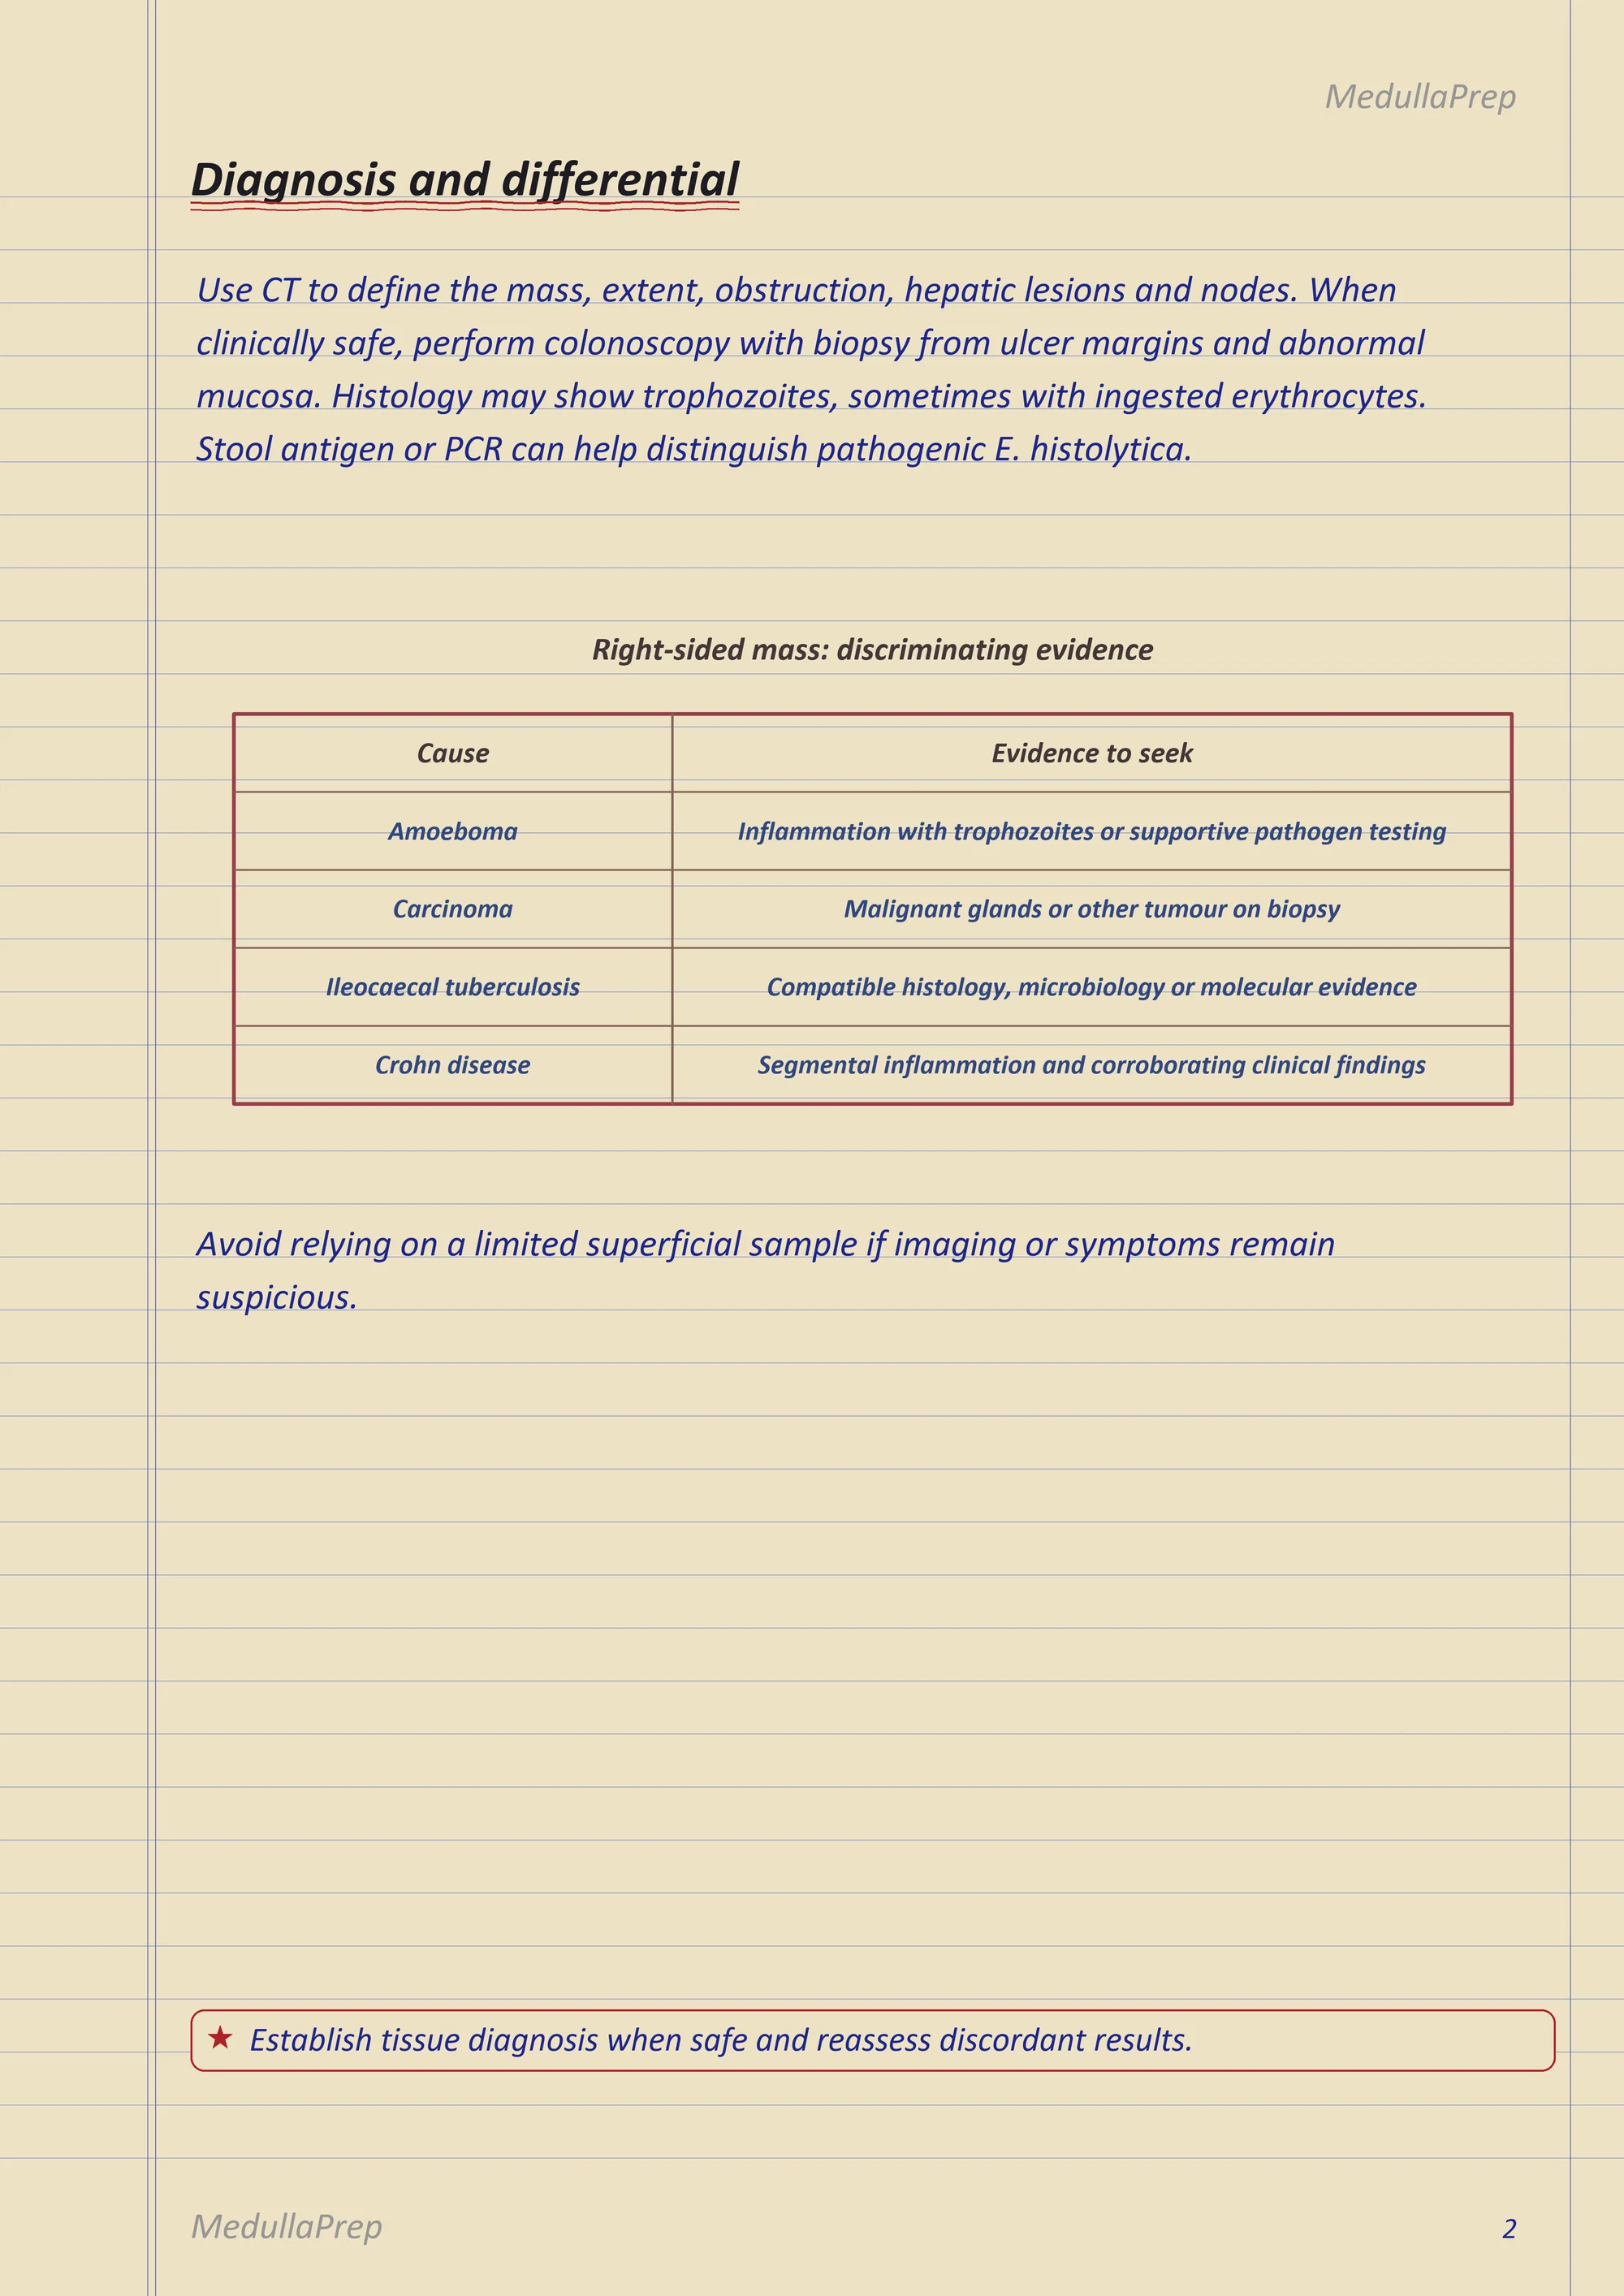 MedullaPrep
Diagnosis and differential
Use CT to define the mass, extent, obstruction, hepatic lesions and nodes. When
clinically safe, perform colonoscopy with biopsy from ulcer margins and abnormal
mucosa. Histology may show trophozoites, sometimes with ingested erythrocytes.
Stool antigen or PCR can help distinguish pathogenic E. histolytica.
Right-sided mass: discriminating evidence
Cause Evidence to seek
Amoeboma Inflammation with trophozoites or supportive pathogen testing
Carcinoma Malignant glands or other tumour on biopsy
Ileocaecal tuberculosis Compatible histology, microbiology or molecular evidence
Crohn disease Segmental inflammation and corroborating clinical findings
Avoid relying on a limited superficial sample if imaging or symptoms remain
suspicious.
★ Establish tissue diagnosis when safe and reassess discordant results.
MedullaPrep 2